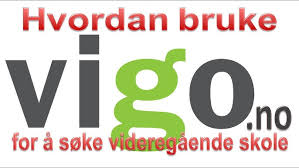 Hvordan bruke
vigo.no
for å søke videregående skole